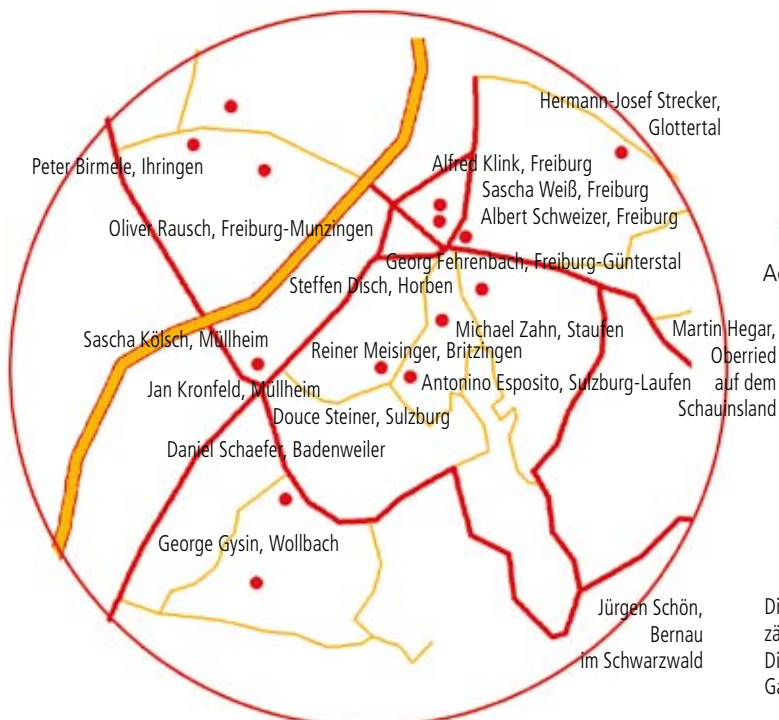 Hermann-Josef Strecker,
Glottertal
Peter Birmele, Ihringen
Alfred Klink, Freiburg
Sascha Weiß, Freiburg
Albert Schweizer, Freiburg
Oliver Rausch, Freiburg-Munzingen
Georg Fehrenbach, Freiburg-Günterstal
Steffen Disch, Horben
Michael Zahn, Staufen
Martin Hegar,
Oberried
auf dem
Schauinsland
Sascha Kölsch, Müllheim
Reiner Meisinger, Britzingen
Jan Kronfeld, Müllheim
Antonino Esposito, Sulzburg-Laufen
Douce Steiner, Sulzburg
Daniel Schaefer, Badenweiler
George Gysin, Wollbach
Jürgen Schön,
Bernau
im Schwarzwald
Di
zä
Di